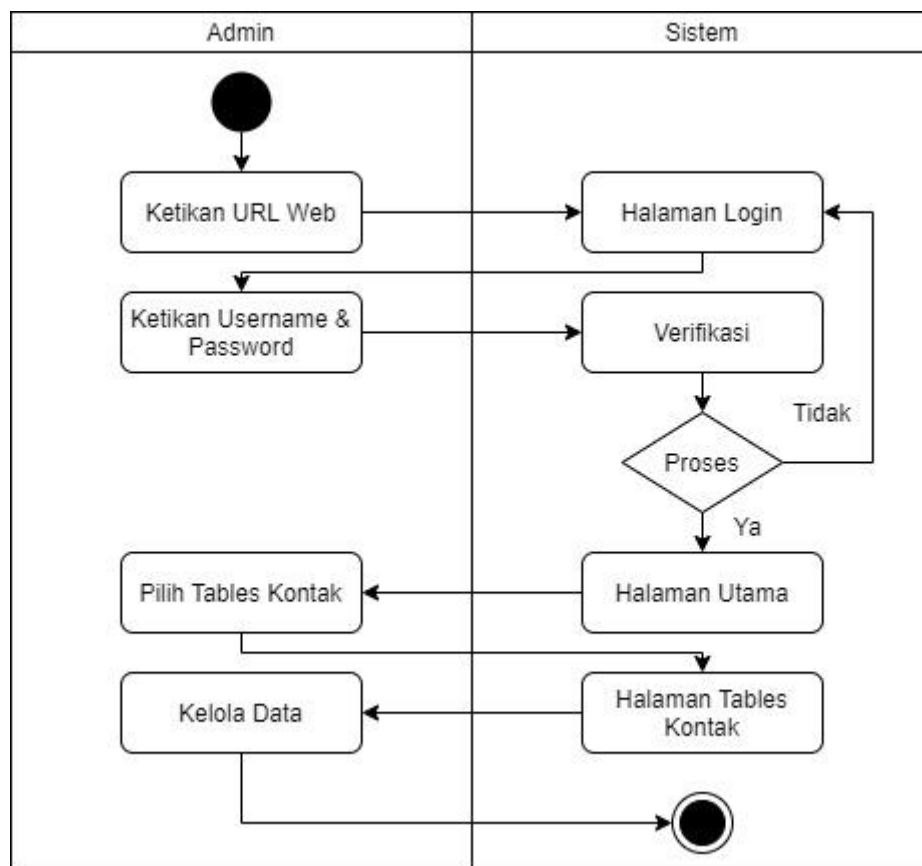 Admin
Sistem
Ketikan URL Web
Halaman Login
Ketikan Username &
Password
Verifikasi
Tidak
Proses
Ya
Pilih Tables Kontak
Halaman Utama
Kelola Data
Halaman Tables
Kontak